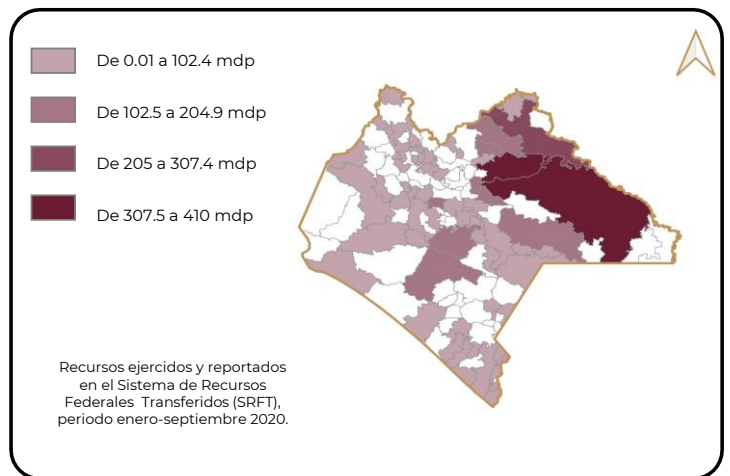 De 0.01 a 102.4 mdp
De 102.5 a 204.9 mdp
De 205 a 307.4 mdp
De 307.5 a 410 mdp
Recursos ejercidos y reportados
en el Sistema de Recursos
Federales Transferidos (SRFT),
periodo enero-septiembre 2020.